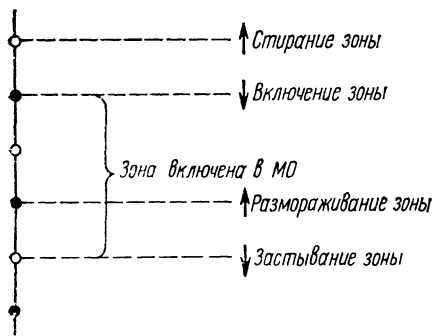 Стирание зоны
Включение зоны
Зона включена в МО
Размораживание зоны
Застывание зоны